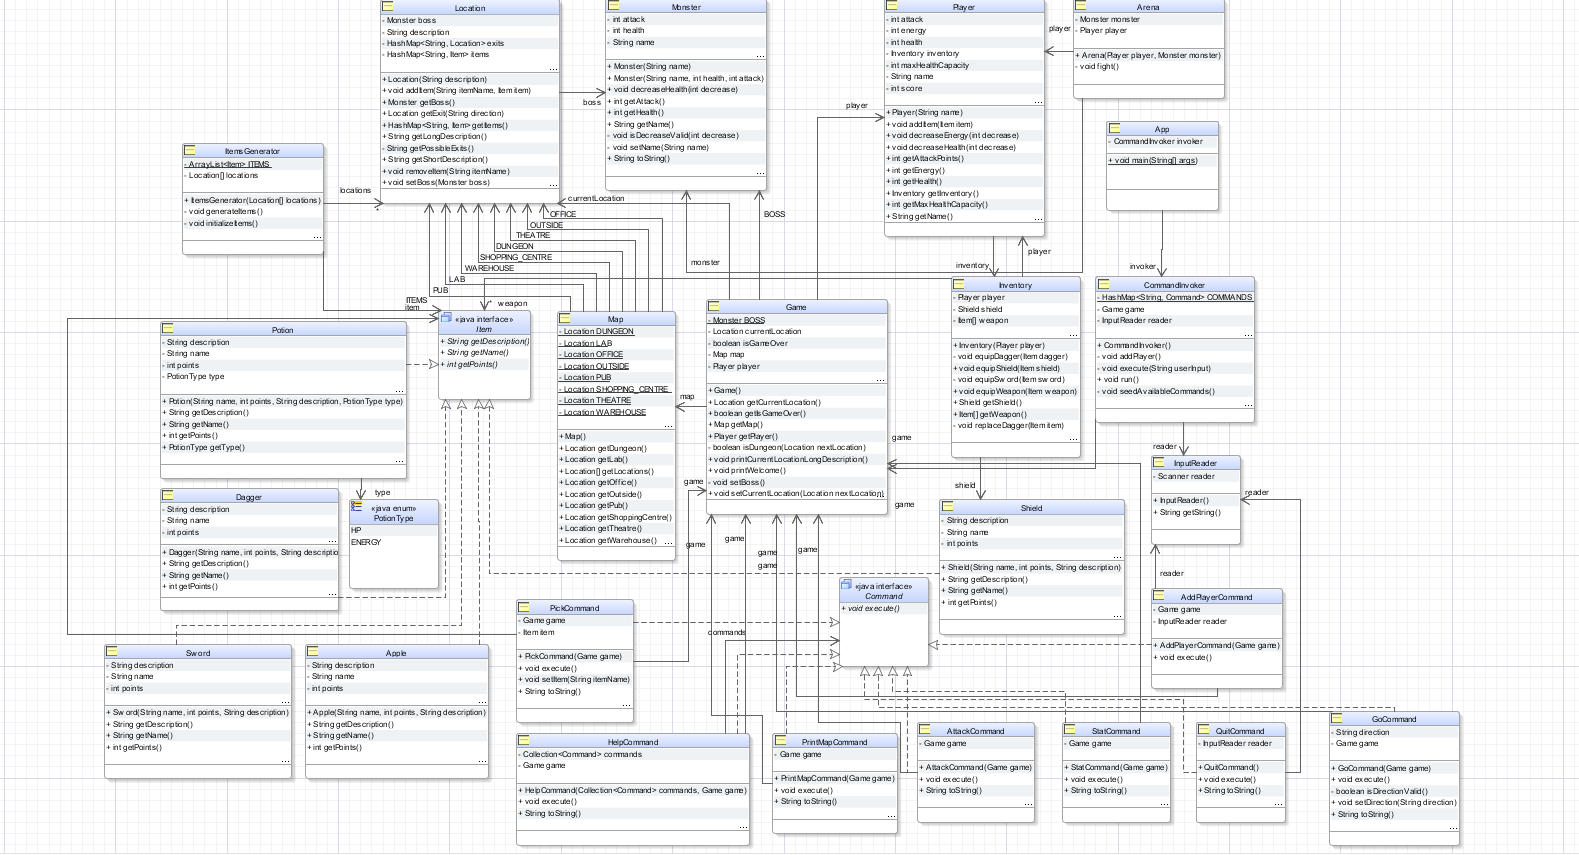 Location
- Monster boss
- String description
- HashMap<String, Location> exits
- HashMap<String, Item> items
...
+ Location(String description)
+ void addItem(String itemName, Item item)
+ Monster getBoss()
+ Location getExit(String direction)
+ HashMap<String, Item> getItems()
+ String getLongDescription()
- String getPossibleExits()
+ String getShortDescription()
+ void removeItem(String itemName)
+ void setBoss(Monster boss)
...
Monster
- int attack
- int health
- String name
...
+ Monster(String name)
+ Monster(String name, int health, int attack)
+ void decreaseHealth(int decrease)
+ int getAttack()
+ int getHealth()
+ String getName()
- void isDecreaseValid(int decrease)
- void setName(String name)
+ String toString()
...
boss
Player
- int attack
- int energy
- int health
- Inventory inventory
- int maxHealthCapacity
- String name
- int score
...
+ Player(String name)
+ void addItem(Item item)
+ void decreaseEnergy(int decrease)
+ void decreaseHealth(int decrease)
+ int getAttackPoints()
+ int getEnergy()
+ int getHealth()
+ Inventory getInventory()
+ int getMaxHealthCapacity()
+ String getName()
...
player
player
Arena
- Monster monster
- Player player
+ Arena(Player player, Monster monster)
- void fight()
App
- CommandInvoker invoker
+ void main(String[] args)
ItemsGenerator
- ArrayList<Item> ITEMS
- Location[] locations
+ ItemsGenerator(Location[] locations)
- void generateItems()
- void initializeItems()
...
locations
*
currentLocation
OFFICE
OUTSIDE
THEATRE
DUNGEON
SHOPPING_CENTRE
WAREHOUSE
LAB
PUB
BOSS
monster
inventory
player
invoker
ITEMS
item
weapon
*
«java interface»
Item
+ String getDescription()
+ String getName()
+ int getPoints()
Map
- Location DUNGEON
- Location LAB
- Location OFFICE
- Location OUTSIDE
- Location PUB
- Location SHOPPING_CENTRE
- Location THEATRE
- Location WAREHOUSE
...
+ Map()
+ Location getDungeon()
+ Location getLab()
+ Location[] getLocations()
+ Location getOffice()
+ Location getOutside()
+ Location getPub()
+ Location getShoppingCentre()
+ Location getTheatre()
+ Location getWarehouse()
...
map
Game
- Monster BOSS
- Location currentLocation
- boolean isGameOver
- Map map
- Player player
...
+ Game()
+ Location getCurrentLocation()
+ boolean getIsGameOver()
+ Map getMap()
+ Player getPlayer()
- boolean isDungeon(Location nextLocation)
+ void printCurrentLocationLongDescription()
+ void printWelcome()
- void setBoss()
+ void setCurrentLocation(Location nextLocation)
...
Inventory
- Player player
- Shield shield
- Item[] weapon
...
+ Inventory(Player player)
- void equipDagger(Item dagger)
+ void equipShield(Item shield)
- void equipSword(Item sword)
+ void equipWeapon(Item weapon)
+ Shield getShield()
+ Item[] getWeapon()
- void replaceDagger(Item item)
...
CommandInvoker
- HashMap<String, Command> COMMANDS
- Game game
- InputReader reader
...
+ CommandInvoker()
- void addPlayer()
- void execute(String userInput)
+ void run()
- void seedAvailableCommands()
...
Potion
- String description
- String name
- int points
- PotionType type
...
+ Potion(String name, int points, String description, PotionType type)
+ String getDescription()
+ String getName()
+ int getPoints()
+ PotionType getType()
...
type
«java enum»
PotionType
HP
ENERGY
Dagger
- String description
- String name
- int points
...
+ Dagger(String name, int points, String descriptio
+ String getDescription()
+ String getName()
+ int getPoints()
...
game
game
game
game
game
game
game
game
reader
shield
InputReader
- Scanner reader
+ InputReader()
+ String getString()
reader
reader
Shield
- String description
- String name
- int points
...
+ Shield(String name, int points, String description)
+ String getDescription()
+ String getName()
+ int getPoints()
...
«java interface»
Command
+ void execute()
commands
AddPlayerCommand
- Game game
- InputReader reader
+ AddPlayerCommand(Game game)
+ void execute()
...
PickCommand
- Game game
- Item item
+ PickCommand(Game game)
+ void execute()
+ void setItem(String itemName)
+ String toString()
...
Sword
- String description
- String name
- int points
...
+ Sword(String name, int points, String description)
+ String getDescription()
+ String getName()
+ int getPoints()
...
Apple
- String description
- String name
- int points
...
+ Apple(String name, int points, String description)
+ String getDescription()
+ String getName()
+ int getPoints()
...
HelpCommand
- Collection<Command> commands
- Game game
+ HelpCommand(Collection<Command> commands, Game game)
+ void execute()
+ String toString()
...
PrintMapCommand
- Game game
+ PrintMapCommand(Game game)
+ void execute()
+ String toString()
...
AttackCommand
- Game game
+ AttackCommand(Game game)
+ void execute()
+ String toString()
...
StatCommand
- Game game
+ StatCommand(Game game)
+ void execute()
+ String toString()
...
QuitCommand
- InputReader reader
+ QuitCommand()
+ void execute()
+ String toString()
...
GoCommand
- String direction
- Game game
+ GoCommand(Game game)
+ void execute()
- boolean isDirectionValid()
+ void setDirection(String direction)
+ String toString()
...